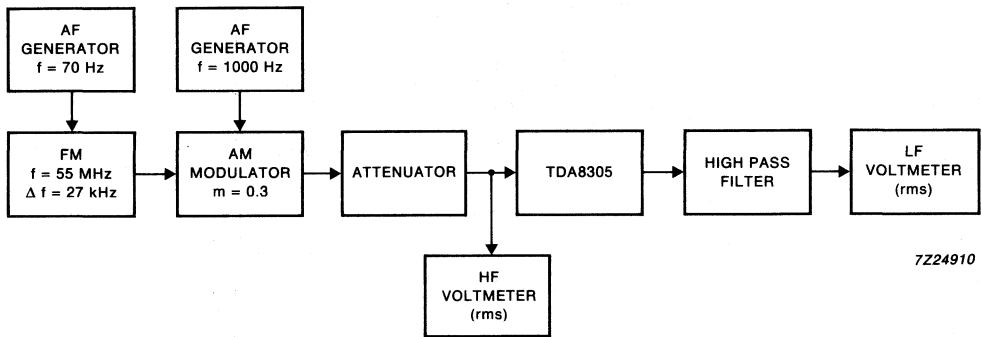 AF
GENERATOR
f = 70 Hz
AF
GENERATOR
f = 1000 Hz
FM
f = 55 MHz
Δ f = 27 kHz
AM
MODULATOR
m = 0.3
ATTENUATOR
TDA8305
HIGH PASS
FILTER
LF
VOLTMETER
(rms)
HF
VOLTMETER
(rms)
7Z24910